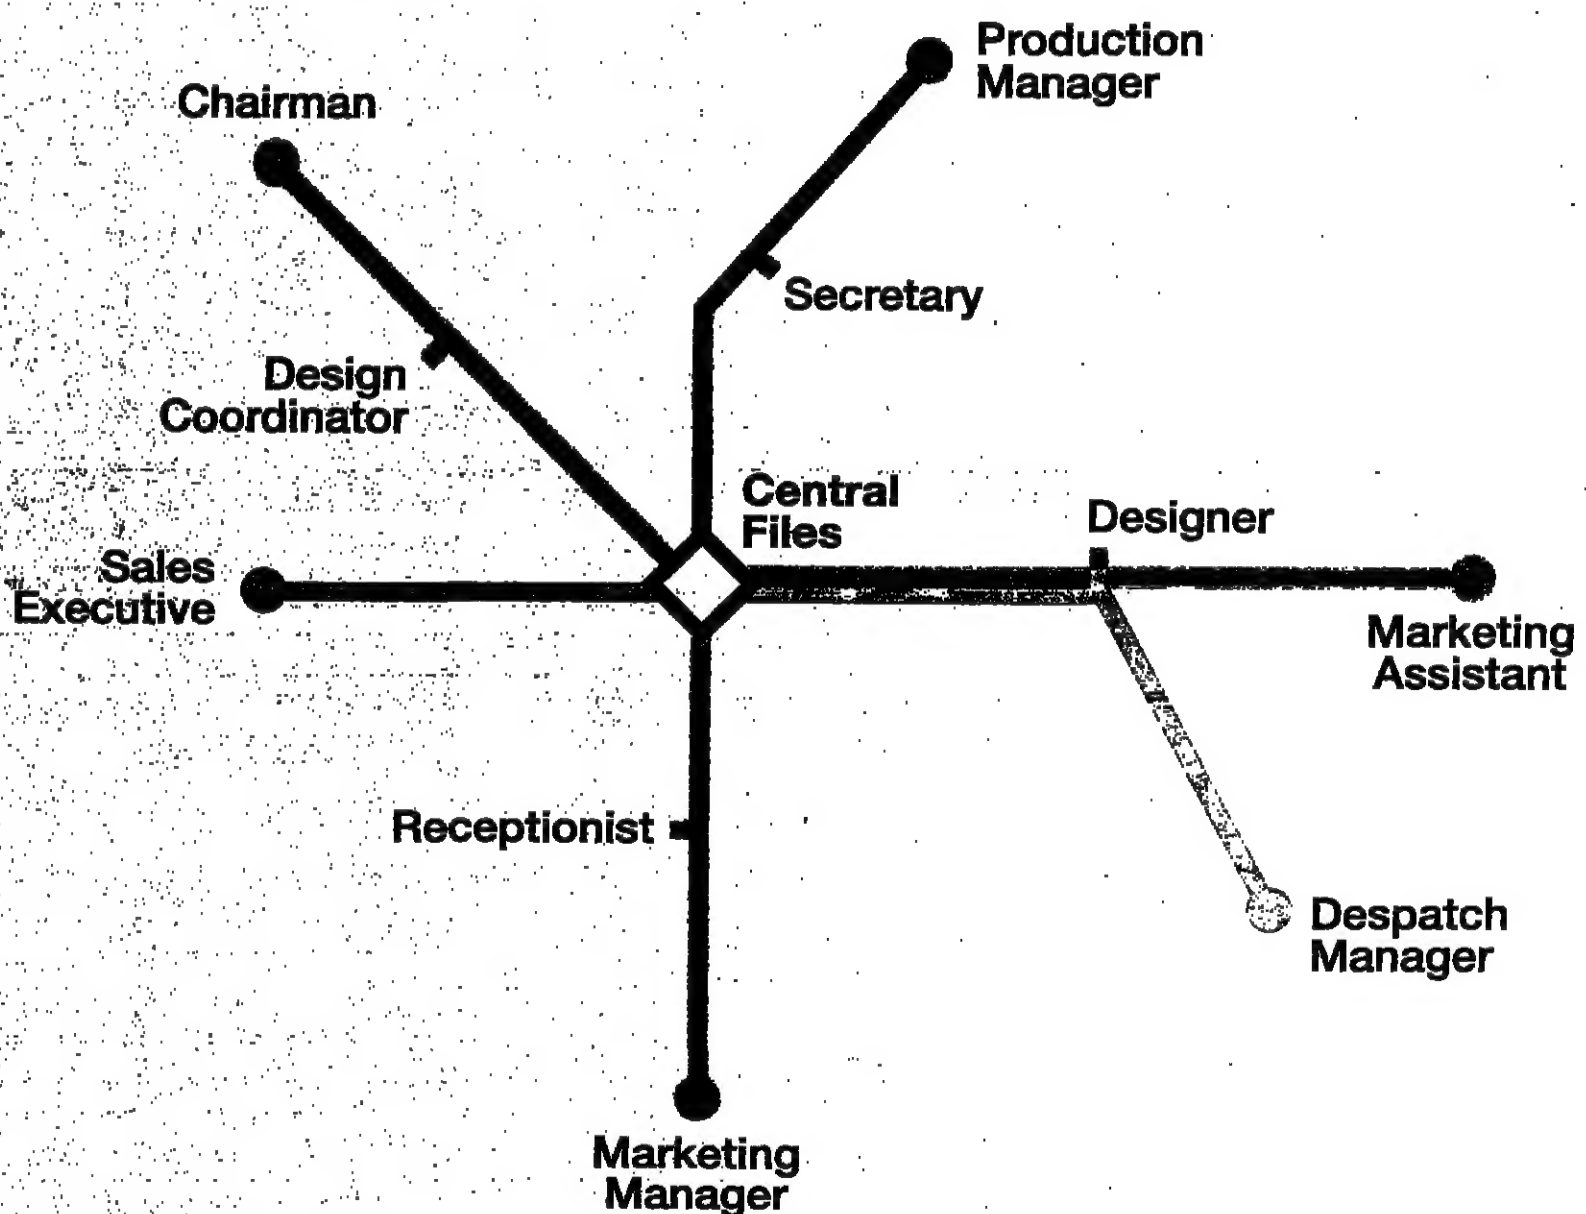 Production
Manager
Chairman
Secretary
Design
Coordinator
Central
Files
Designer
Sales
Executive
Marketing
Assistant
Receptionist
Despatch
Manager
Marketing
Manager